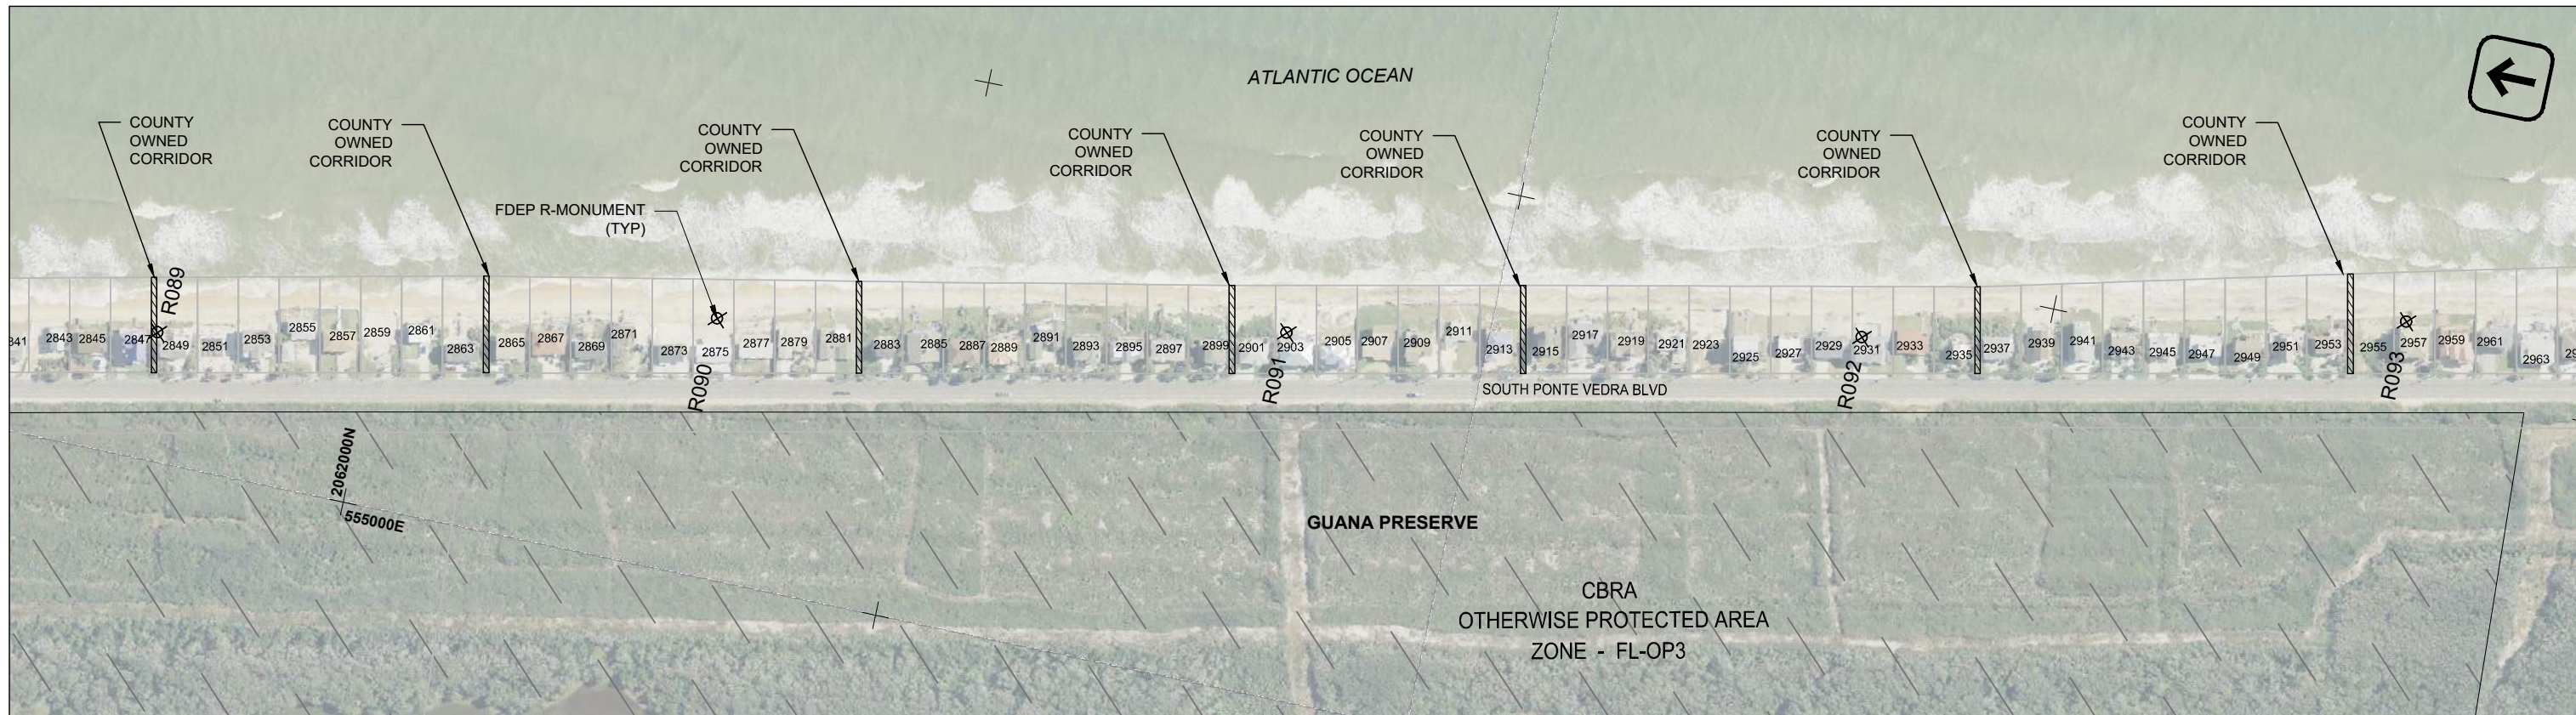 ATLANTIC OCEAN
COUNTY
OWNED
CORRIDOR
COUNTY
OWNED
CORRIDOR
COUNTY
OWNED
CORRIDOR
COUNTY
OWNED
CORRIDOR
COUNTY
OWNED
CORRIDOR
COUNTY
OWNED
CORRIDOR
COUNTY
OWNED
CORRIDOR
FDEP R-MONUMENT
(TYP)
R089
841 2843 2845 2847 2849 2851 2853 2855 2857 2859 2861 2863 2865 2867 2869 2871 2873 2875 2877 2879 2881 2883 2885 2887 2889 2891 2893 2895 2897 2899 2901 2903 2905 2907 2909 2911 2913 2915 2917 2919 2921 2923 2925 2927 2929 2931 2933 2935 2937 2939 2941 2943 2945 2947 2949 2951 2953 2955 2957 2959 2961 2963
R090
R091
R092
R093
SOUTH PONTE VEDRA BLVD
2062000N
555000E
GUANA PRESERVE
CBRA
OTHERWISE PROTECTED AREA
ZONE - FL-OP3